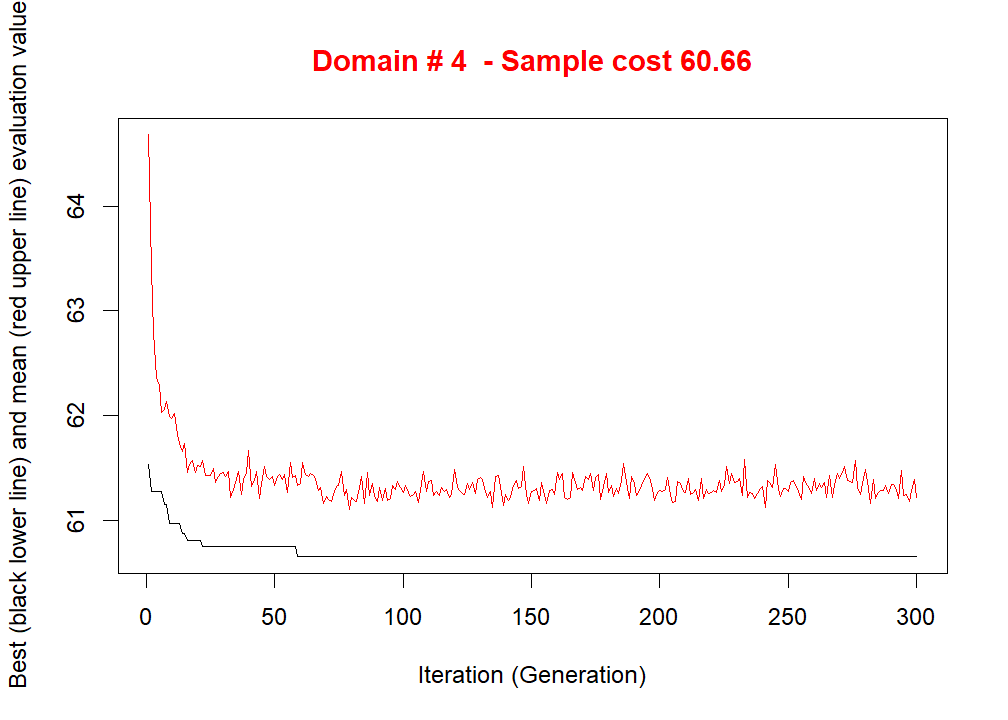 Domain # 4  - Sample cost 60.66
Best (black lower line) and mean (red upper line) evaluation value
64
63
62
61
0 50 100 150 200 250 300
Iteration (Generation)